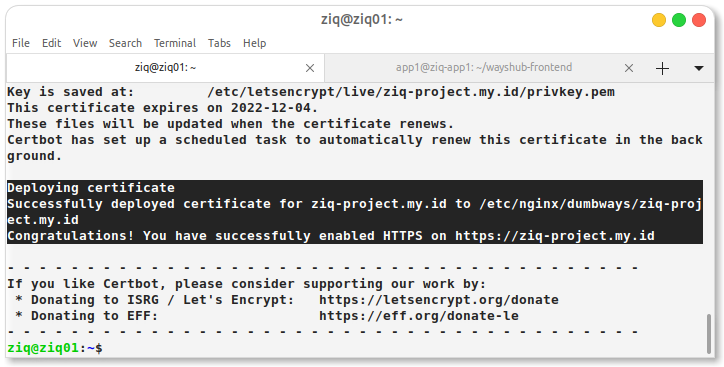 ziq@ziq01: ~
File Edit View Search Terminal Tabs Help
ziq@ziq01: ~ × app1@ziq-app1: ~/wayshub-frontend ×
Key is saved at:         /etc/letsencrypt/live/ziq-project.my.id/privkey.pem
This certificate expires on 2022-12-04.
These files will be updated when the certificate renews.
Certbot has set up a scheduled task to automatically renew this certificate in the back
ground.
Deploying certificate
Successfully deployed certificate for ziq-project.my.id to /etc/nginx/dumbways/ziq-proj
ect.my.id
Congratulations! You have successfully enabled HTTPS on https://ziq-project.my.id
- - - - - - - - - - - - - - - - - - - - - - - - - - - - - - - - - - - - - - - -
If you like Certbot, please consider supporting our work by:
 * Donating to ISRG / Let's Encrypt:   https://letsencrypt.org/donate
 * Donating to EFF:                    https://eff.org/donate-le
- - - - - - - - - - - - - - - - - - - - - - - - - - - - - - - - - - - - - - - -
ziq@ziq01:~$